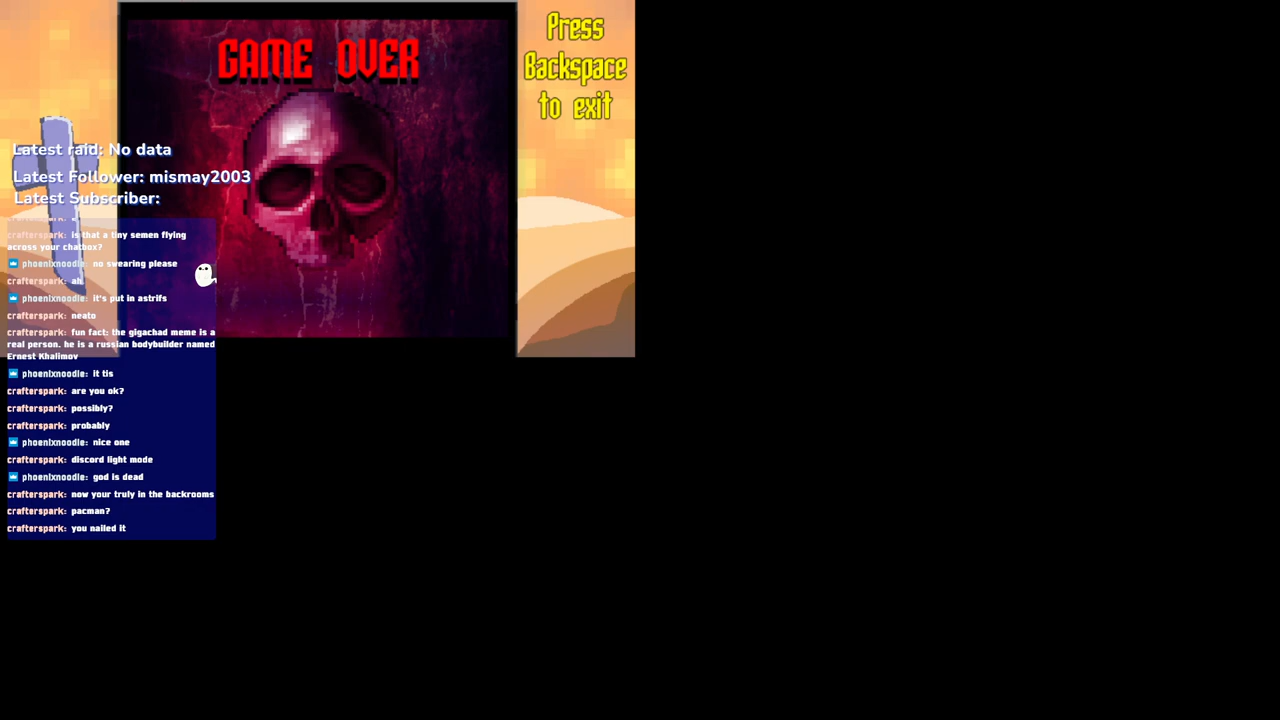 GAME OVER
Press
Backspace
to exit
Latest raid: No data
Latest Follower: mismay2003
Latest Subscriber:
crafterspark: is that a tiny semen flying
across your chatbox?
phoenixnoodle: no swearing please
crafterspark: ah
phoenixnoodle: it's put in astrifs
crafterspark: neato
crafterspark: fun fact: the gigachad meme is a
real person. he is a russian bodybuilder named
Ernest Khalimov
phoenixnoodle: it tis
crafterspark: are you ok?
crafterspark: possibly?
crafterspark: probably
phoenixnoodle: nice one
crafterspark: discord light mode
phoenixnoodle: god is dead
crafterspark: now your truly in the backrooms
crafterspark: pacman?
crafterspark: you nailed it